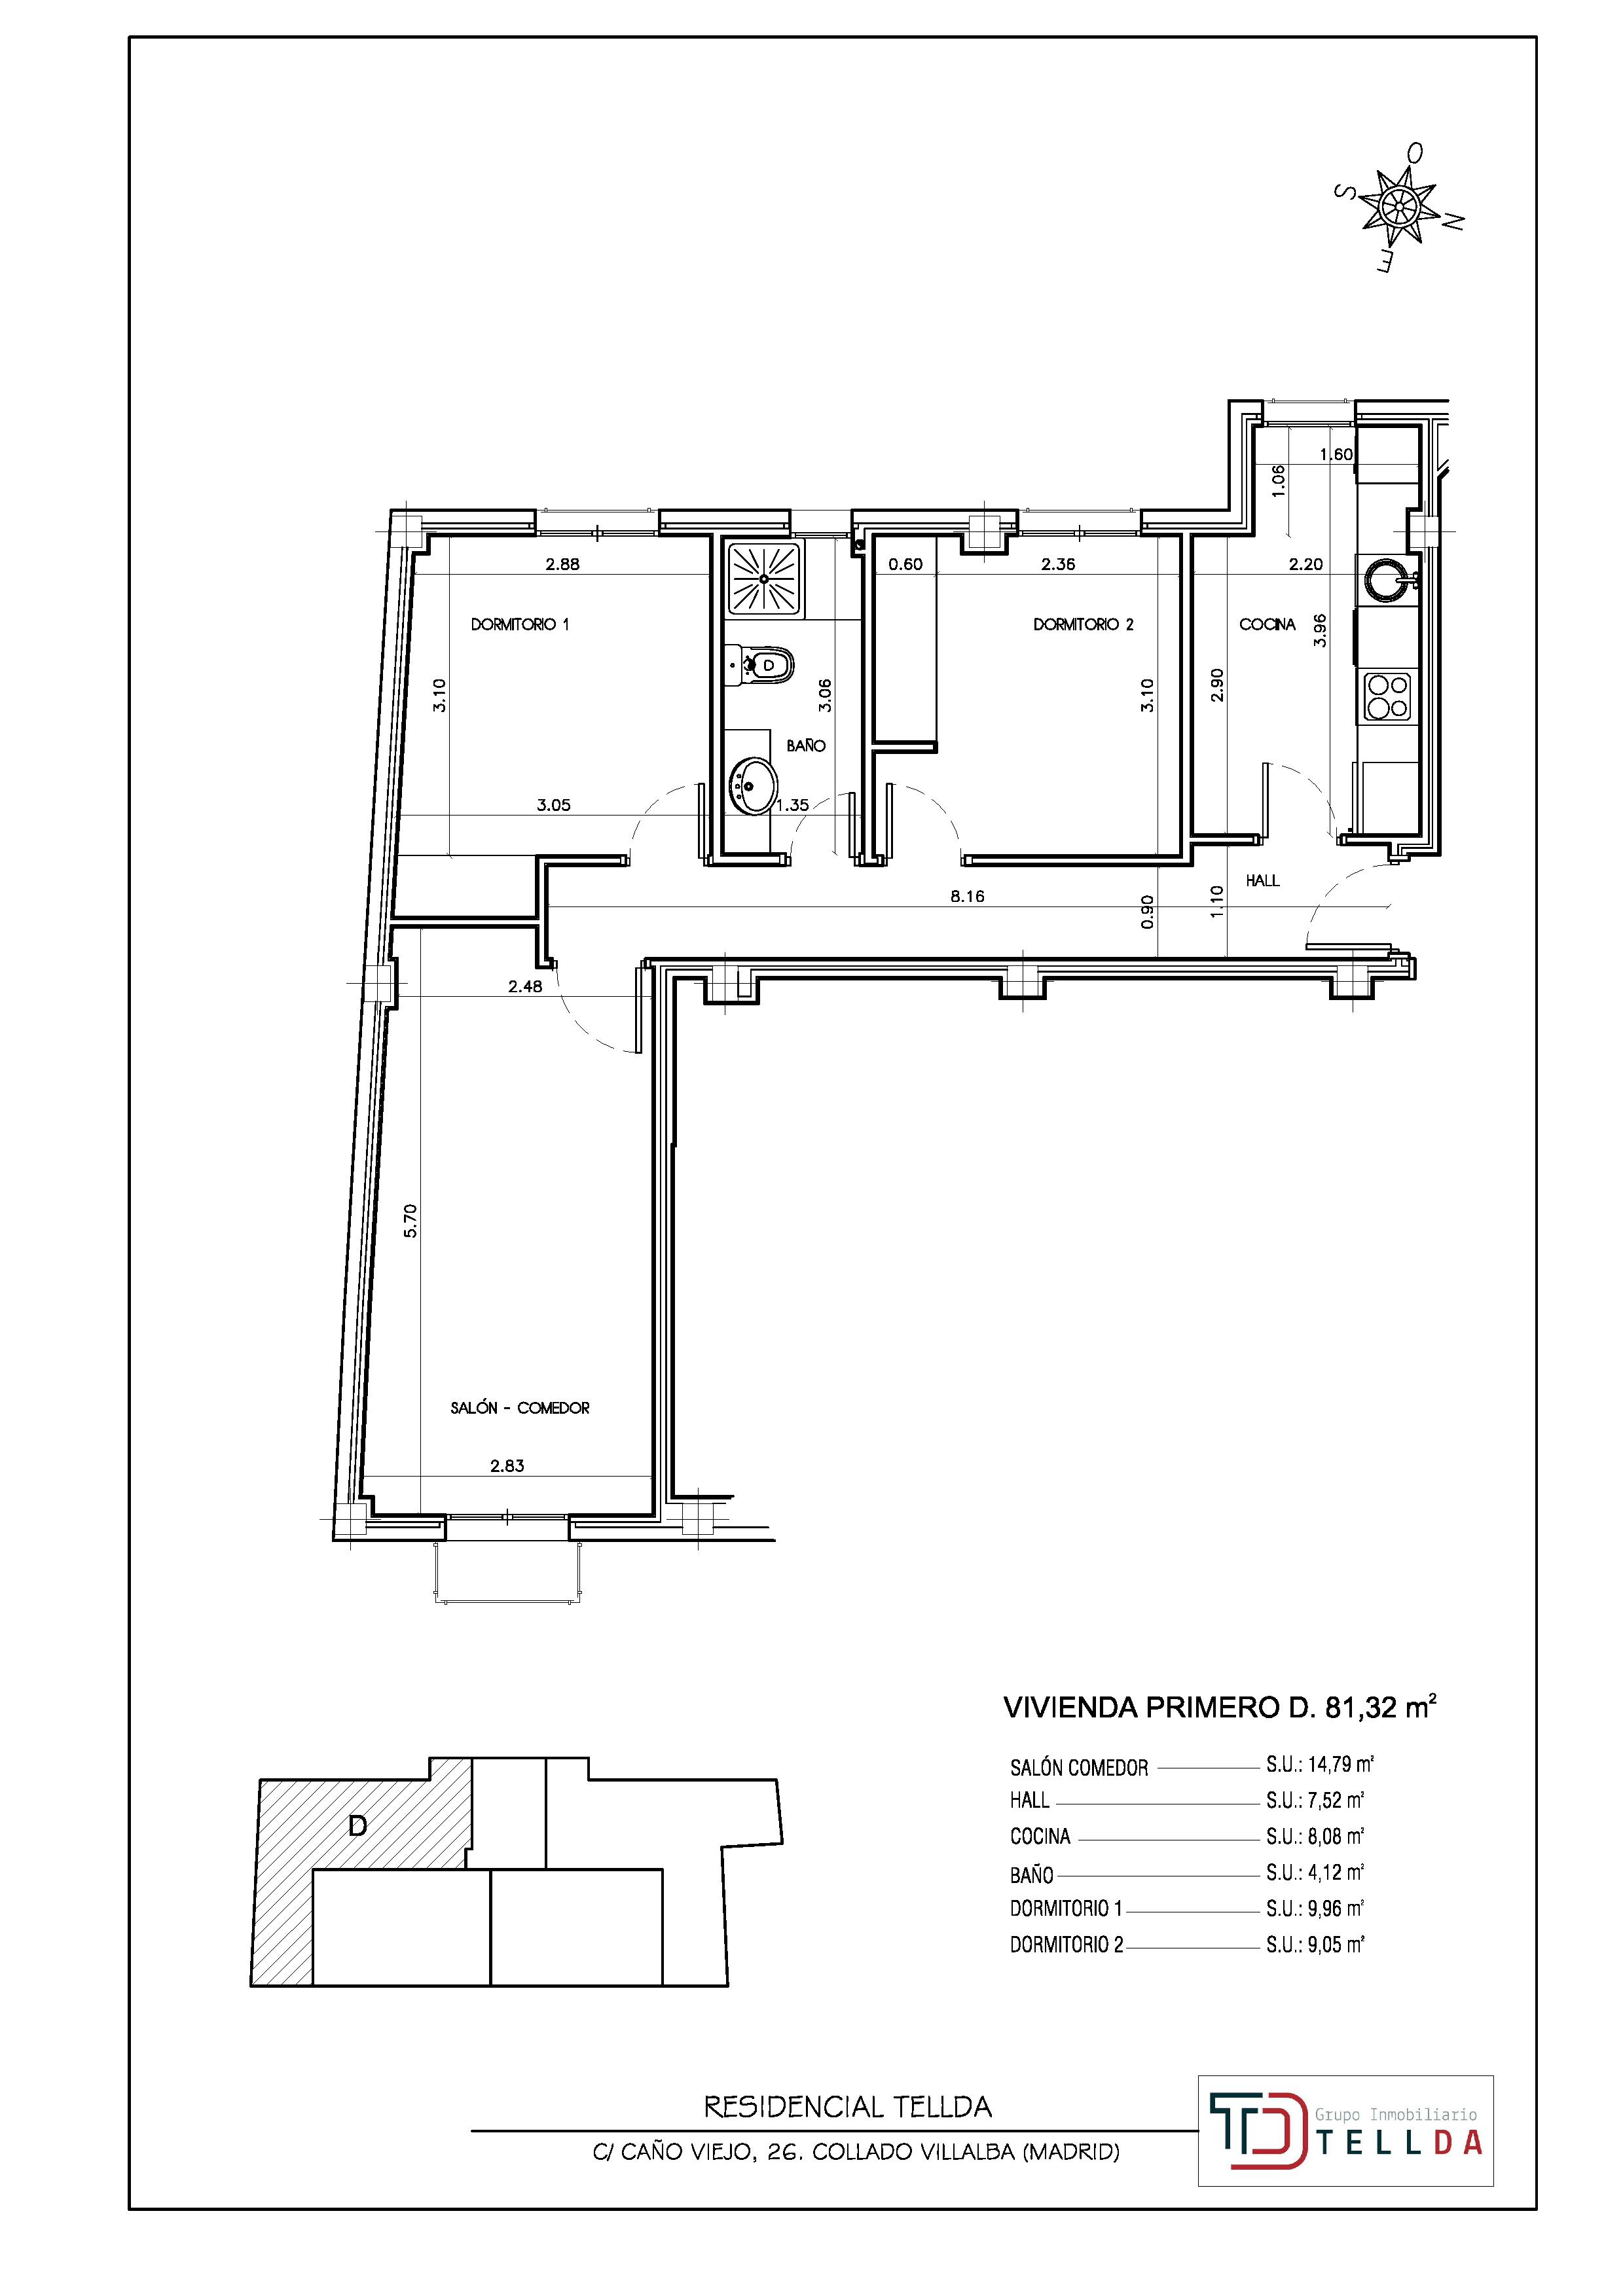 O
S
N
E
1.60
1.06
2.88
0.60
2.36
2.20
DORMITORIO 1
DORMITORIO 2
COCINA
3.96
3.10
3.06
3.10
2.90
BAÑO
3.05
1.35
HALL
8.16
0.90
1.10
2.48
5.70
SALÓN - COMEDOR
2.83
VIVIENDA PRIMERO D. 81,32 m²
SALÓN COMEDOR S.U.: 14,79 m²
HALL S.U.: 7,52 m²
COCINA S.U.: 8,08 m²
BAÑO S.U.: 4,12 m²
DORMITORIO 1 S.U.: 9,96 m²
DORMITORIO 2 S.U.: 9,05 m²
D
RESIDENCIAL TELLDA
C/ CAÑO VIEJO, 26. COLLADO VILLALBA (MADRID)
TD
Grupo Inmobiliario
TELLDA